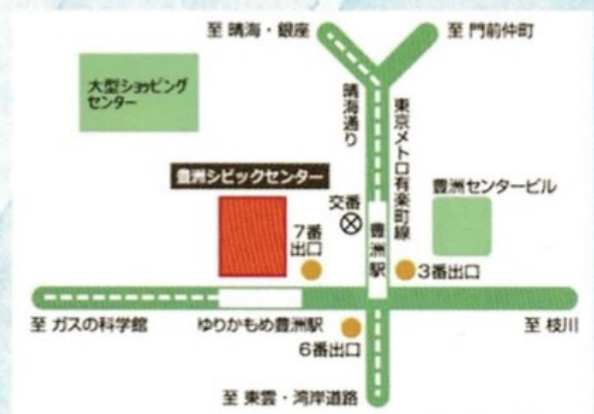 至 晴海・銀座
至 門前仲町
大型ショッピング
センター
晴海通り
東京メトロ有楽町線
豊洲シビックセンター
交番
豊洲センタービル
7番
出口
豊洲駅
3番出口
至 ガスの科学館
ゆりかもめ豊洲駅
至 枝川
6番出口
至 東雲・湾岸道路